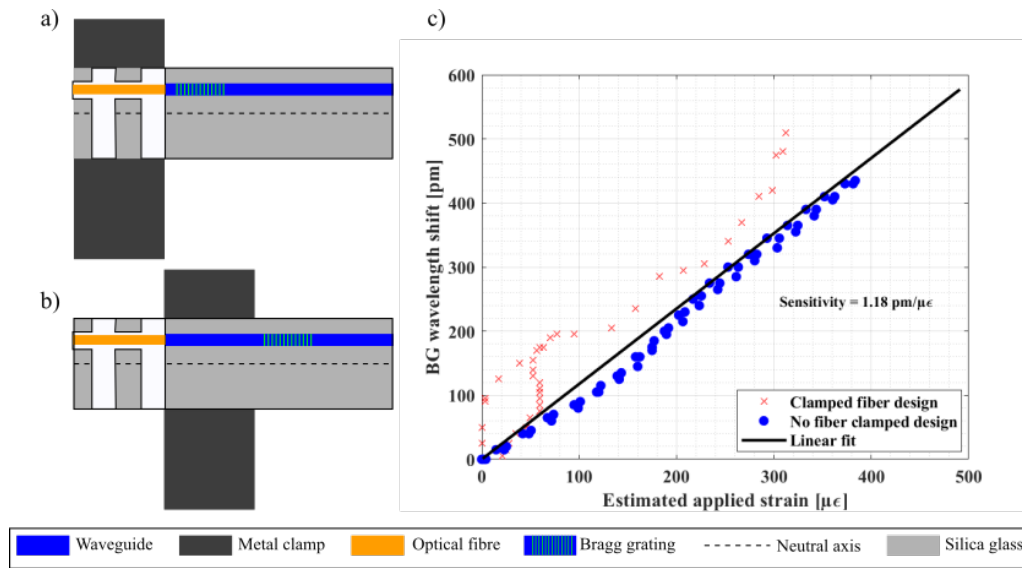 a)
b)
c)
600
500
400
300
200
100
0
BG wavelength shift [pm]
0 100 200 300 400 500
Estimated applied strain [µϵ]
Sensitivity = 1.18 pm/µϵ
Clamped fiber design
No fiber clamped design
Linear fit
Waveguide Metal clamp Optical fibre Bragg grating Neutral axis Silica glass